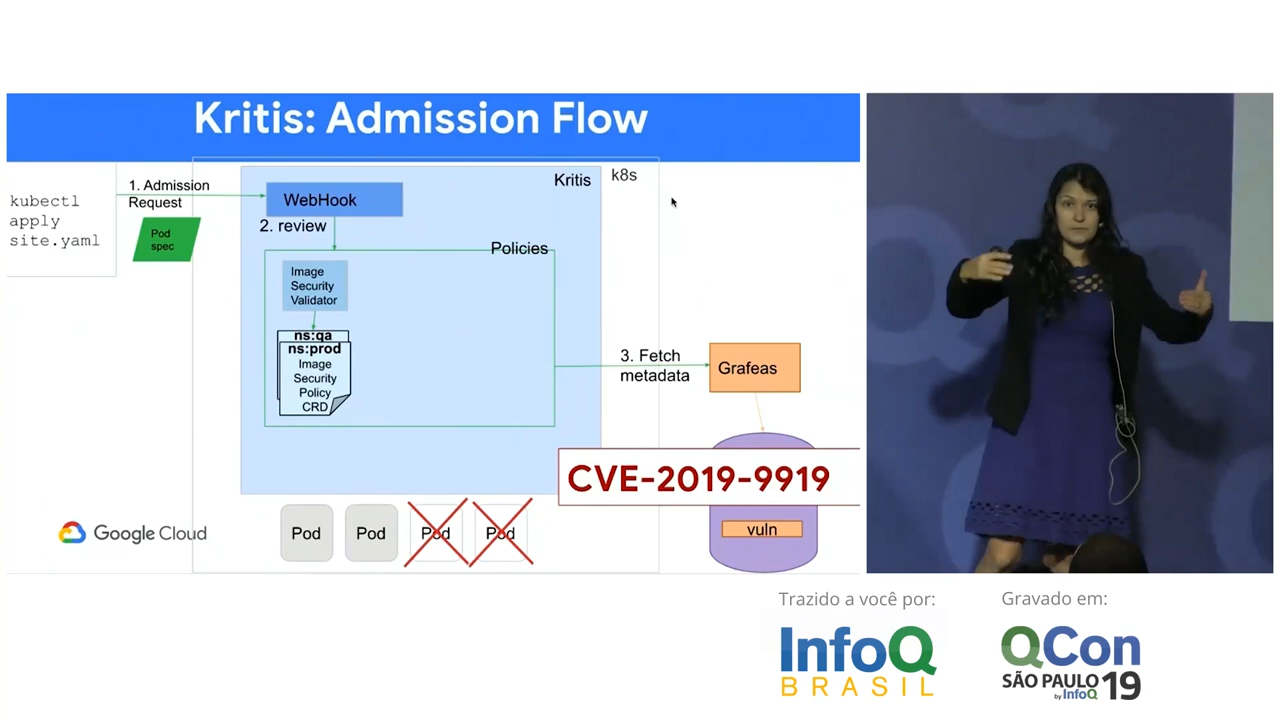 Kritis: Admission Flow
kubectl
apply
site.yaml
1. Admission
Request
Pod
spec
WebHook
Kritis
k8s
2. review
Policies
Image
Security
Validator
ns:qa
ns:prod
Image
Security
Policy
CRD
3. Fetch
metadata
Grafeas
CVE-2019-9919
vuln
Google Cloud
Pod
Pod
Pod
Pod
Trazido a você por:
InfoQ
BRASIL
Gravado em:
QCon
SÃO PAULO 19
by InfoQ